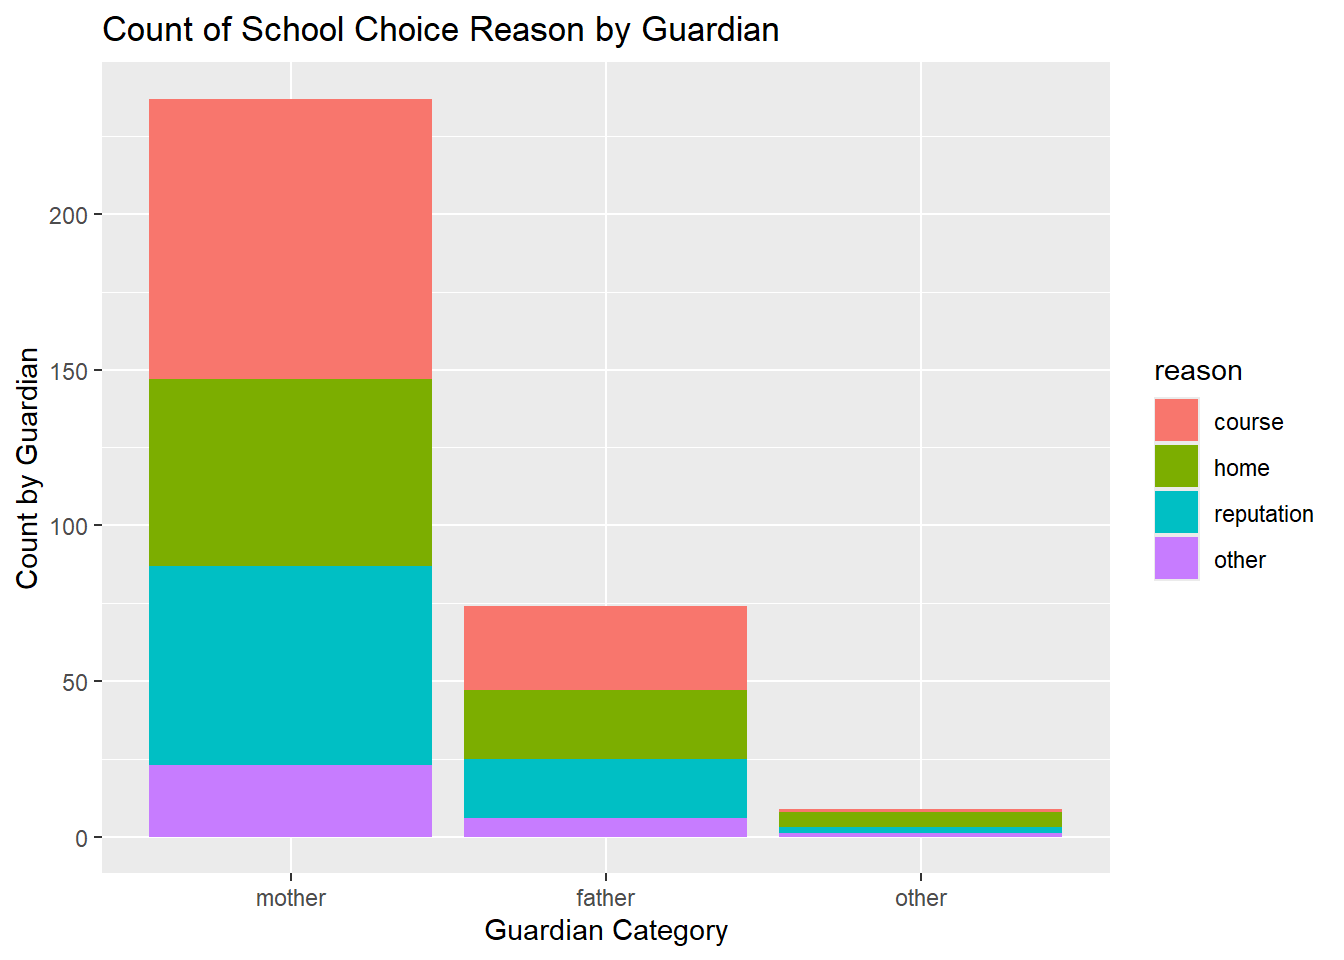 Count of School Choice Reason by Guardian
Count by Guardian
200
150
100
50
0
mother
father
other
Guardian Category
reason
course
home
reputation
other